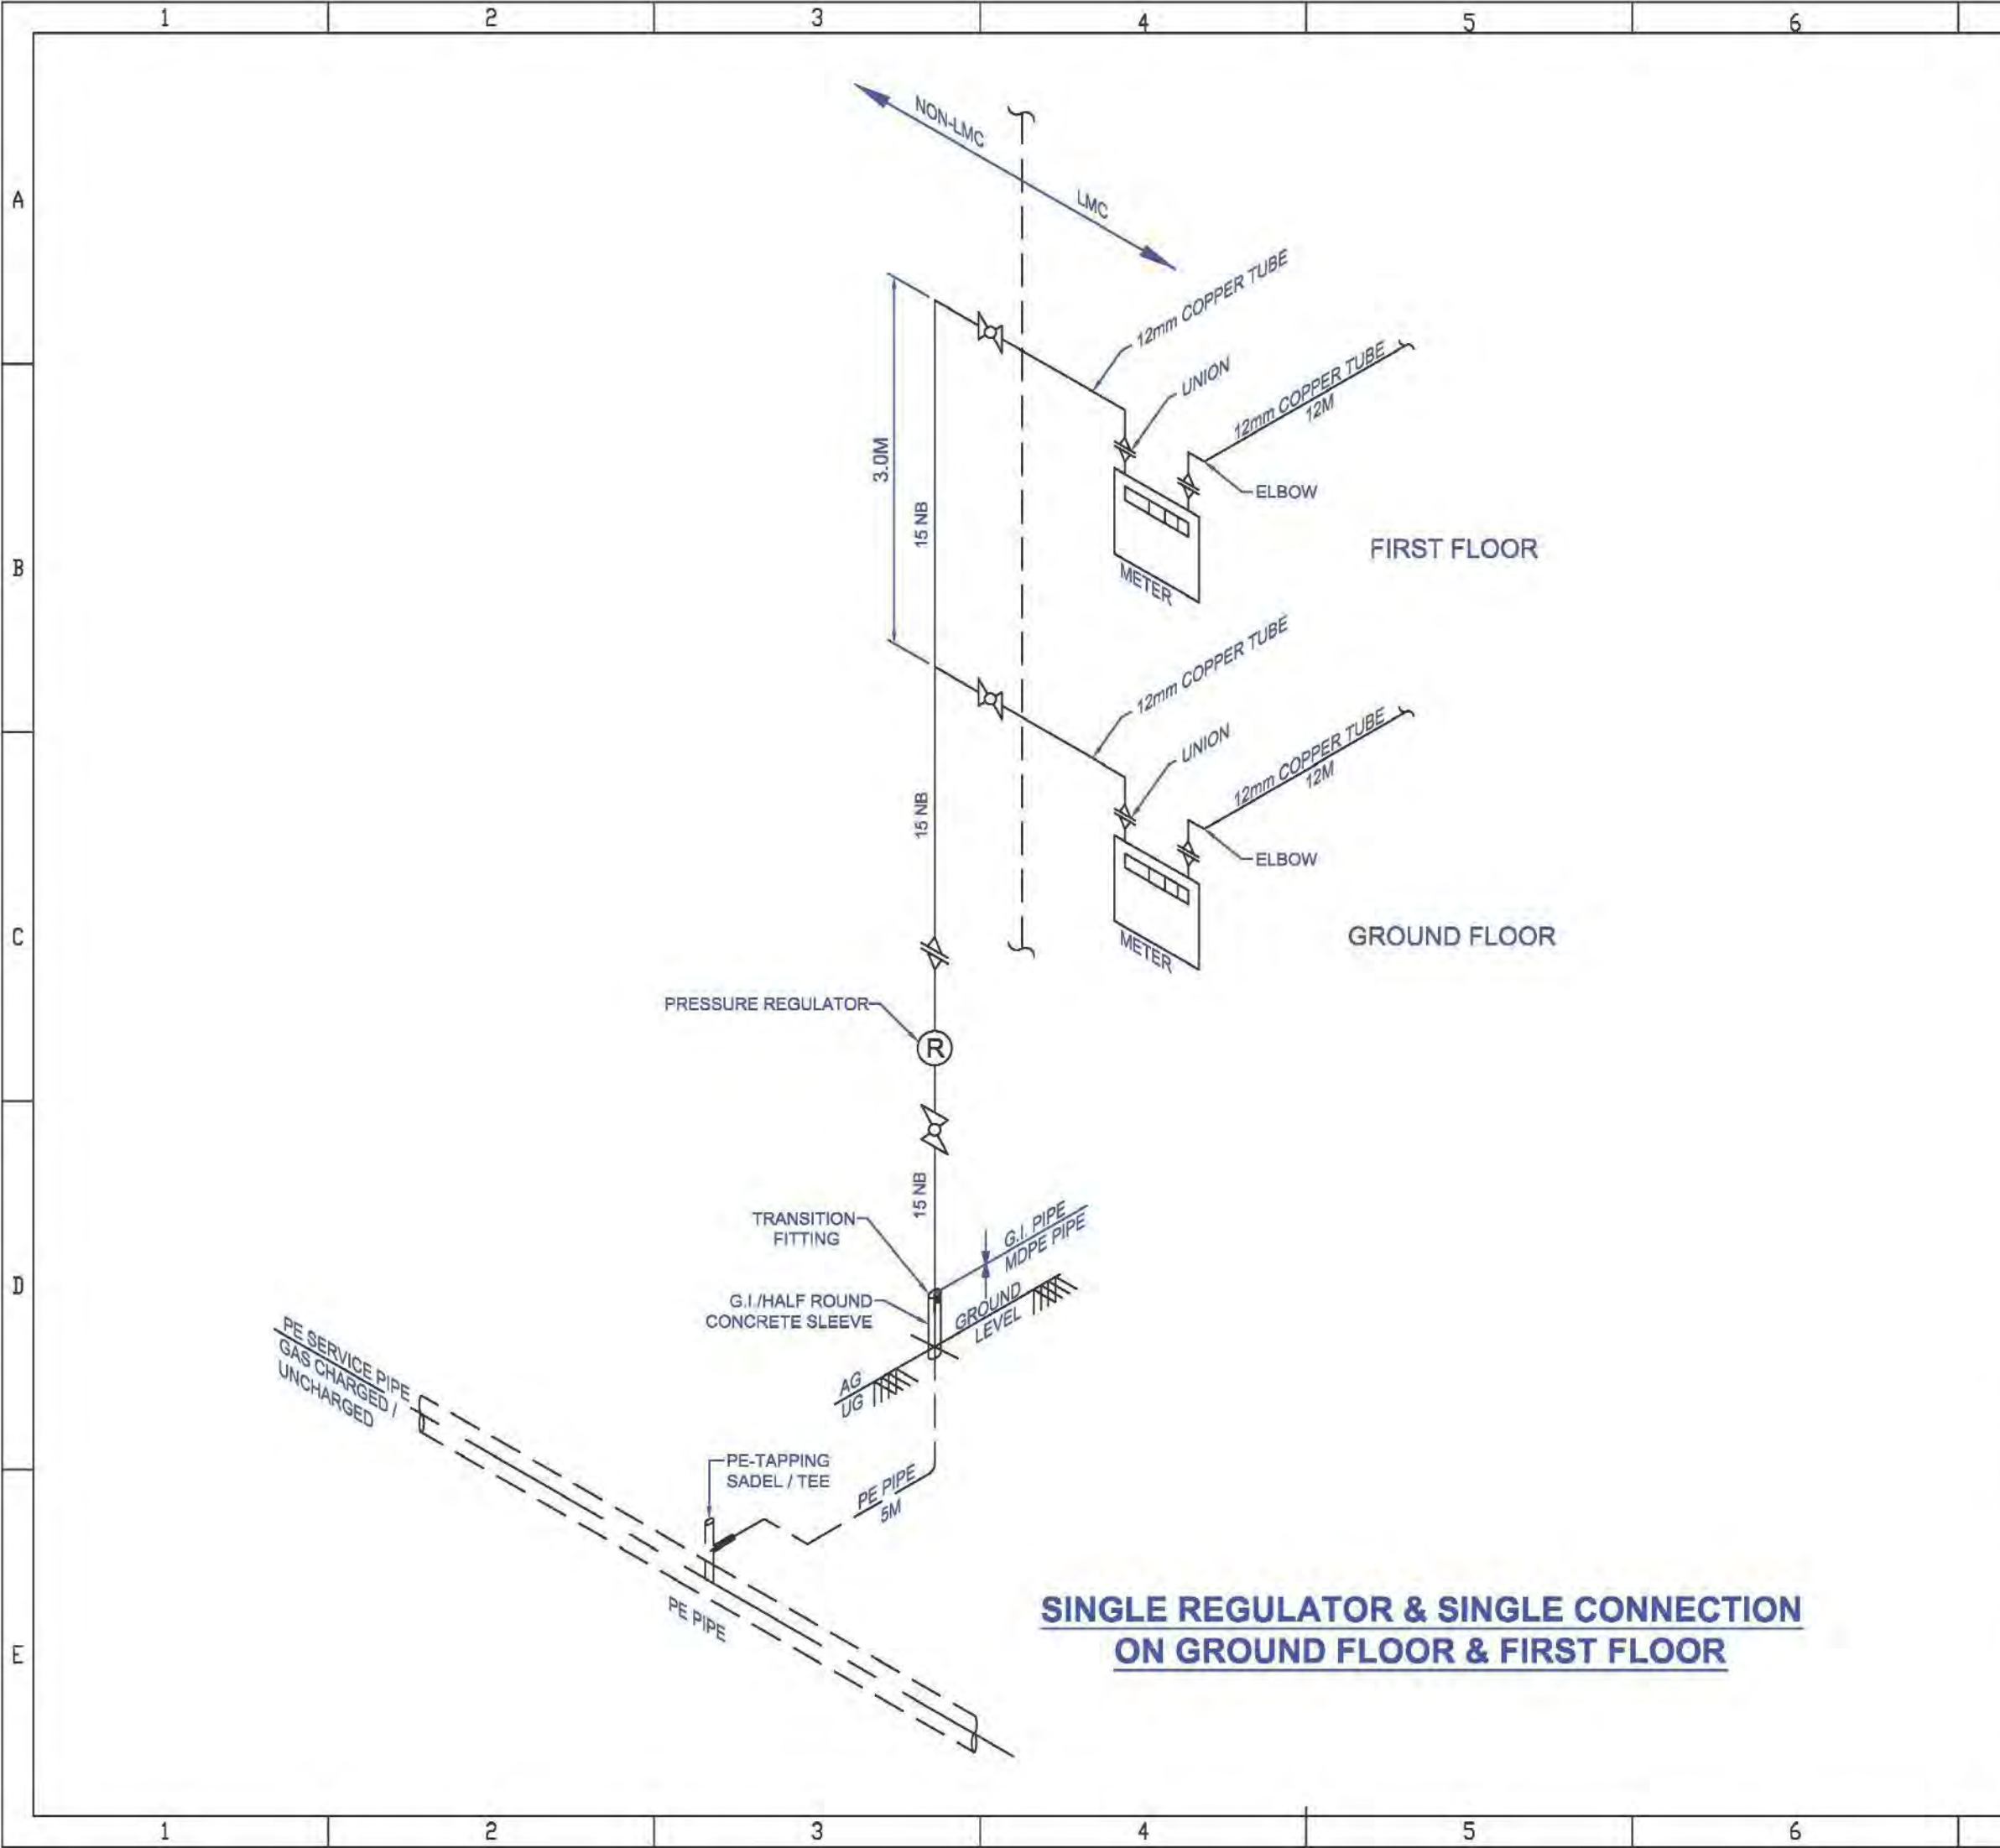 1 2 3 4 5 6
NON-LMC
LMC
A
12mm COPPER TUBE
UNION
12mm COPPER TUBE
12M
ELBOW
3.0M
15 NB
FIRST FLOOR
B
METER
12mm COPPER TUBE
UNION
12mm COPPER TUBE
12M
15 NB
ELBOW
C
GROUND FLOOR
METER
PRESSURE REGULATOR
R
15 NB
TRANSITION
FITTING
G.I. PIPE
MDPE PIPE
D
G.I./HALF ROUND
CONCRETE SLEEVE
GROUND
LEVEL
PE SERVICE PIPE
GAS CHARGED /
UNCHARGED
AG
UG
PE-TAPPING
SADEL / TEE
PE PIPE
5M
PE PIPE
E
SINGLE REGULATOR & SINGLE CONNECTION
ON GROUND FLOOR & FIRST FLOOR
1 2 3 4 5 6